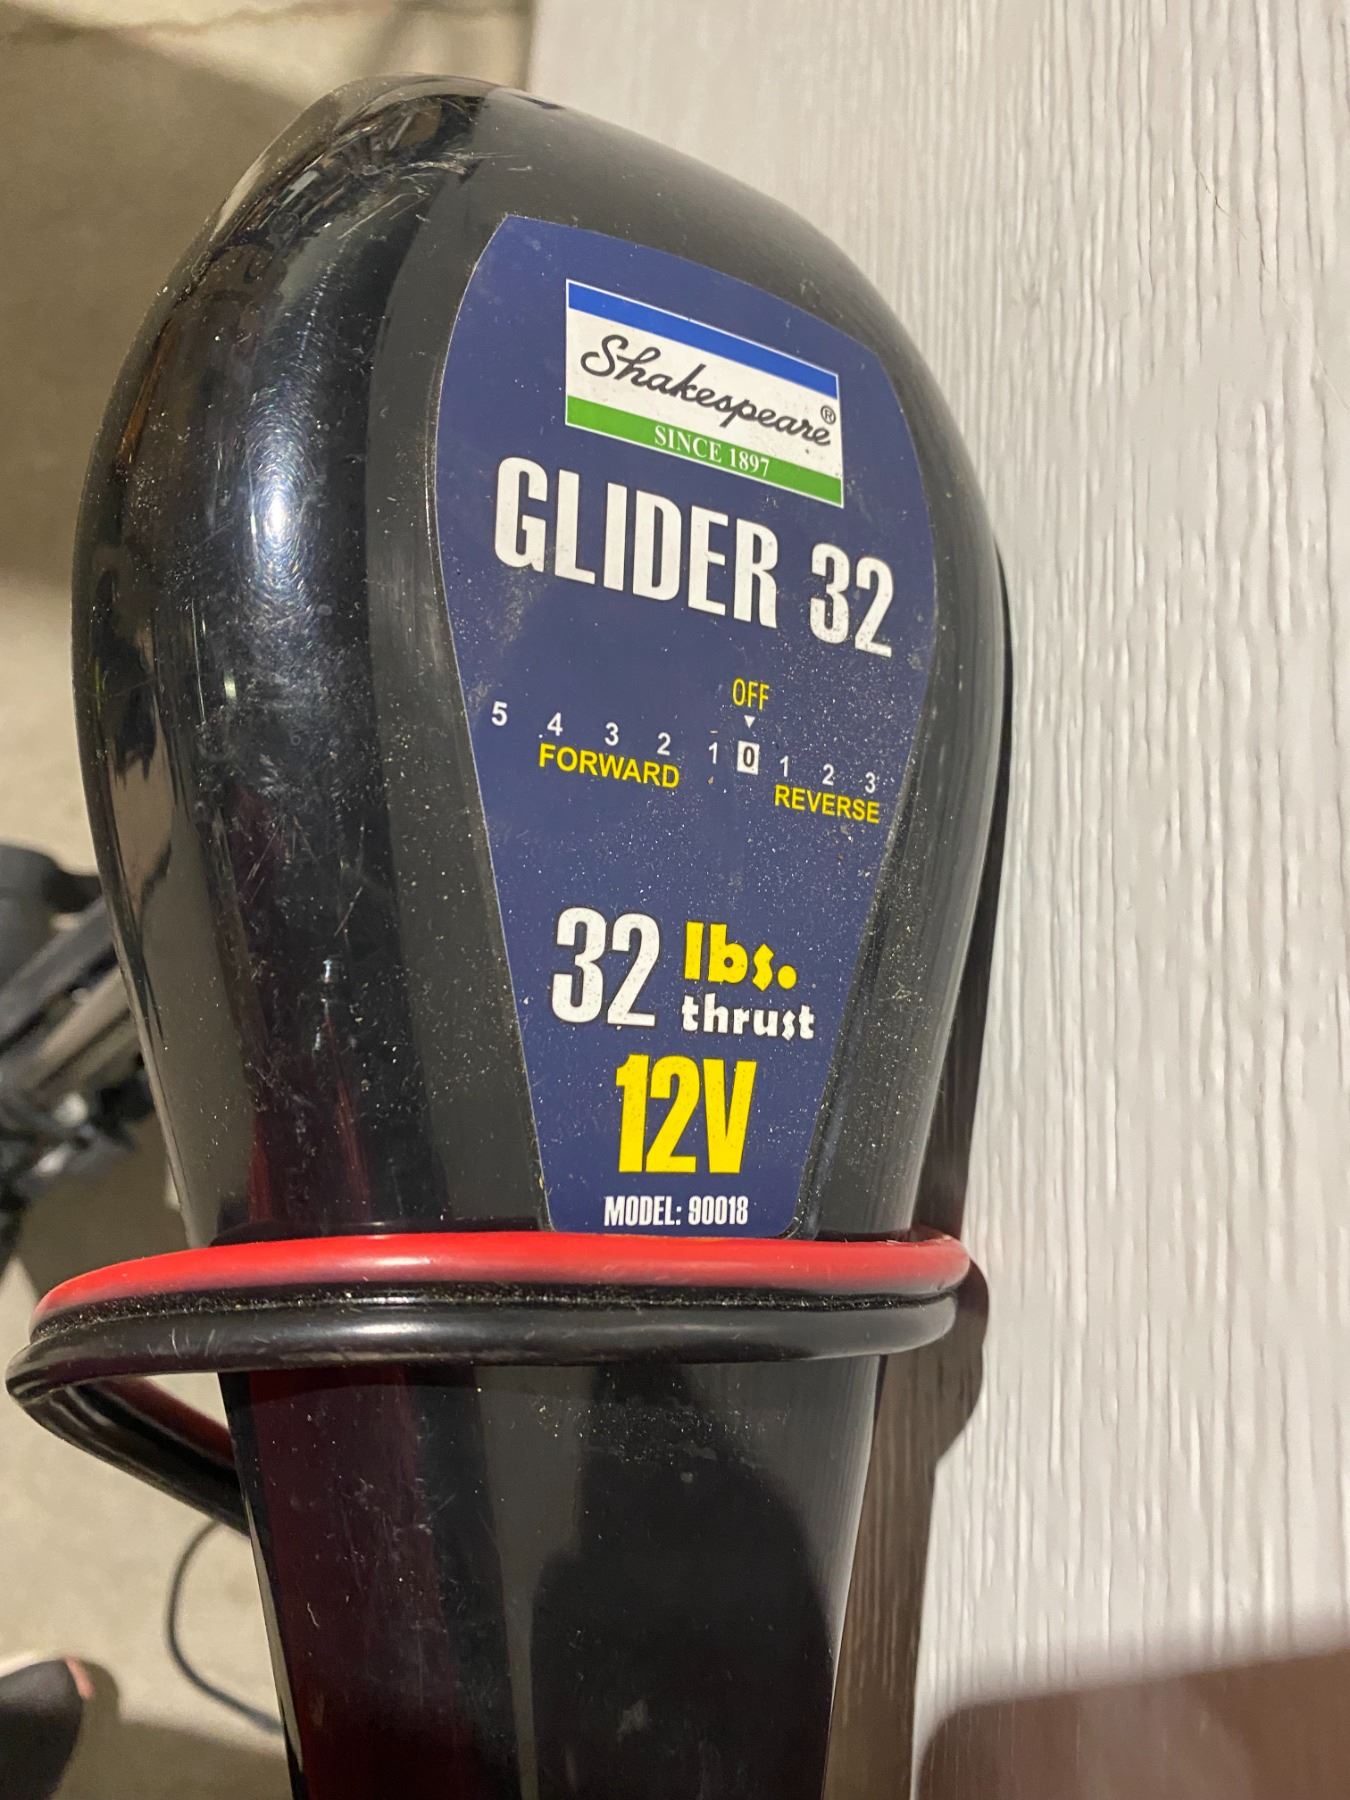 Shakespeare®
SINCE 1897
GLIDER 32
OFF
5 4 3 2 1 0 1 2 3
FORWARD REVERSE
32 lbs.
thrust
12V
MODEL: 90018